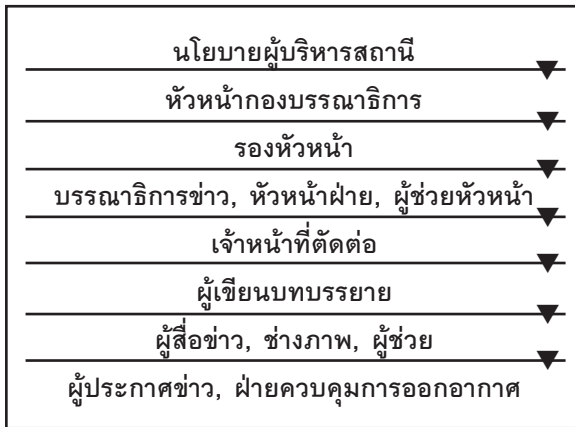 นโยบายผู้บริหารสถานี
หัวหน้ากองบรรณาธิการ
รองหัวหน้า
บรรณาธิการข่าว, หัวหน้าฝ่าย, ผู้ช่วยหัวหน้า
เจ้าหน้าที่ตัดต่อ
ผู้เขียนบทบรรยาย
ผู้สื่อข่าว, ช่างภาพ, ผู้ช่วย
ผู้ประกาศข่าว, ฝ่ายควบคุมการออกอากาศ